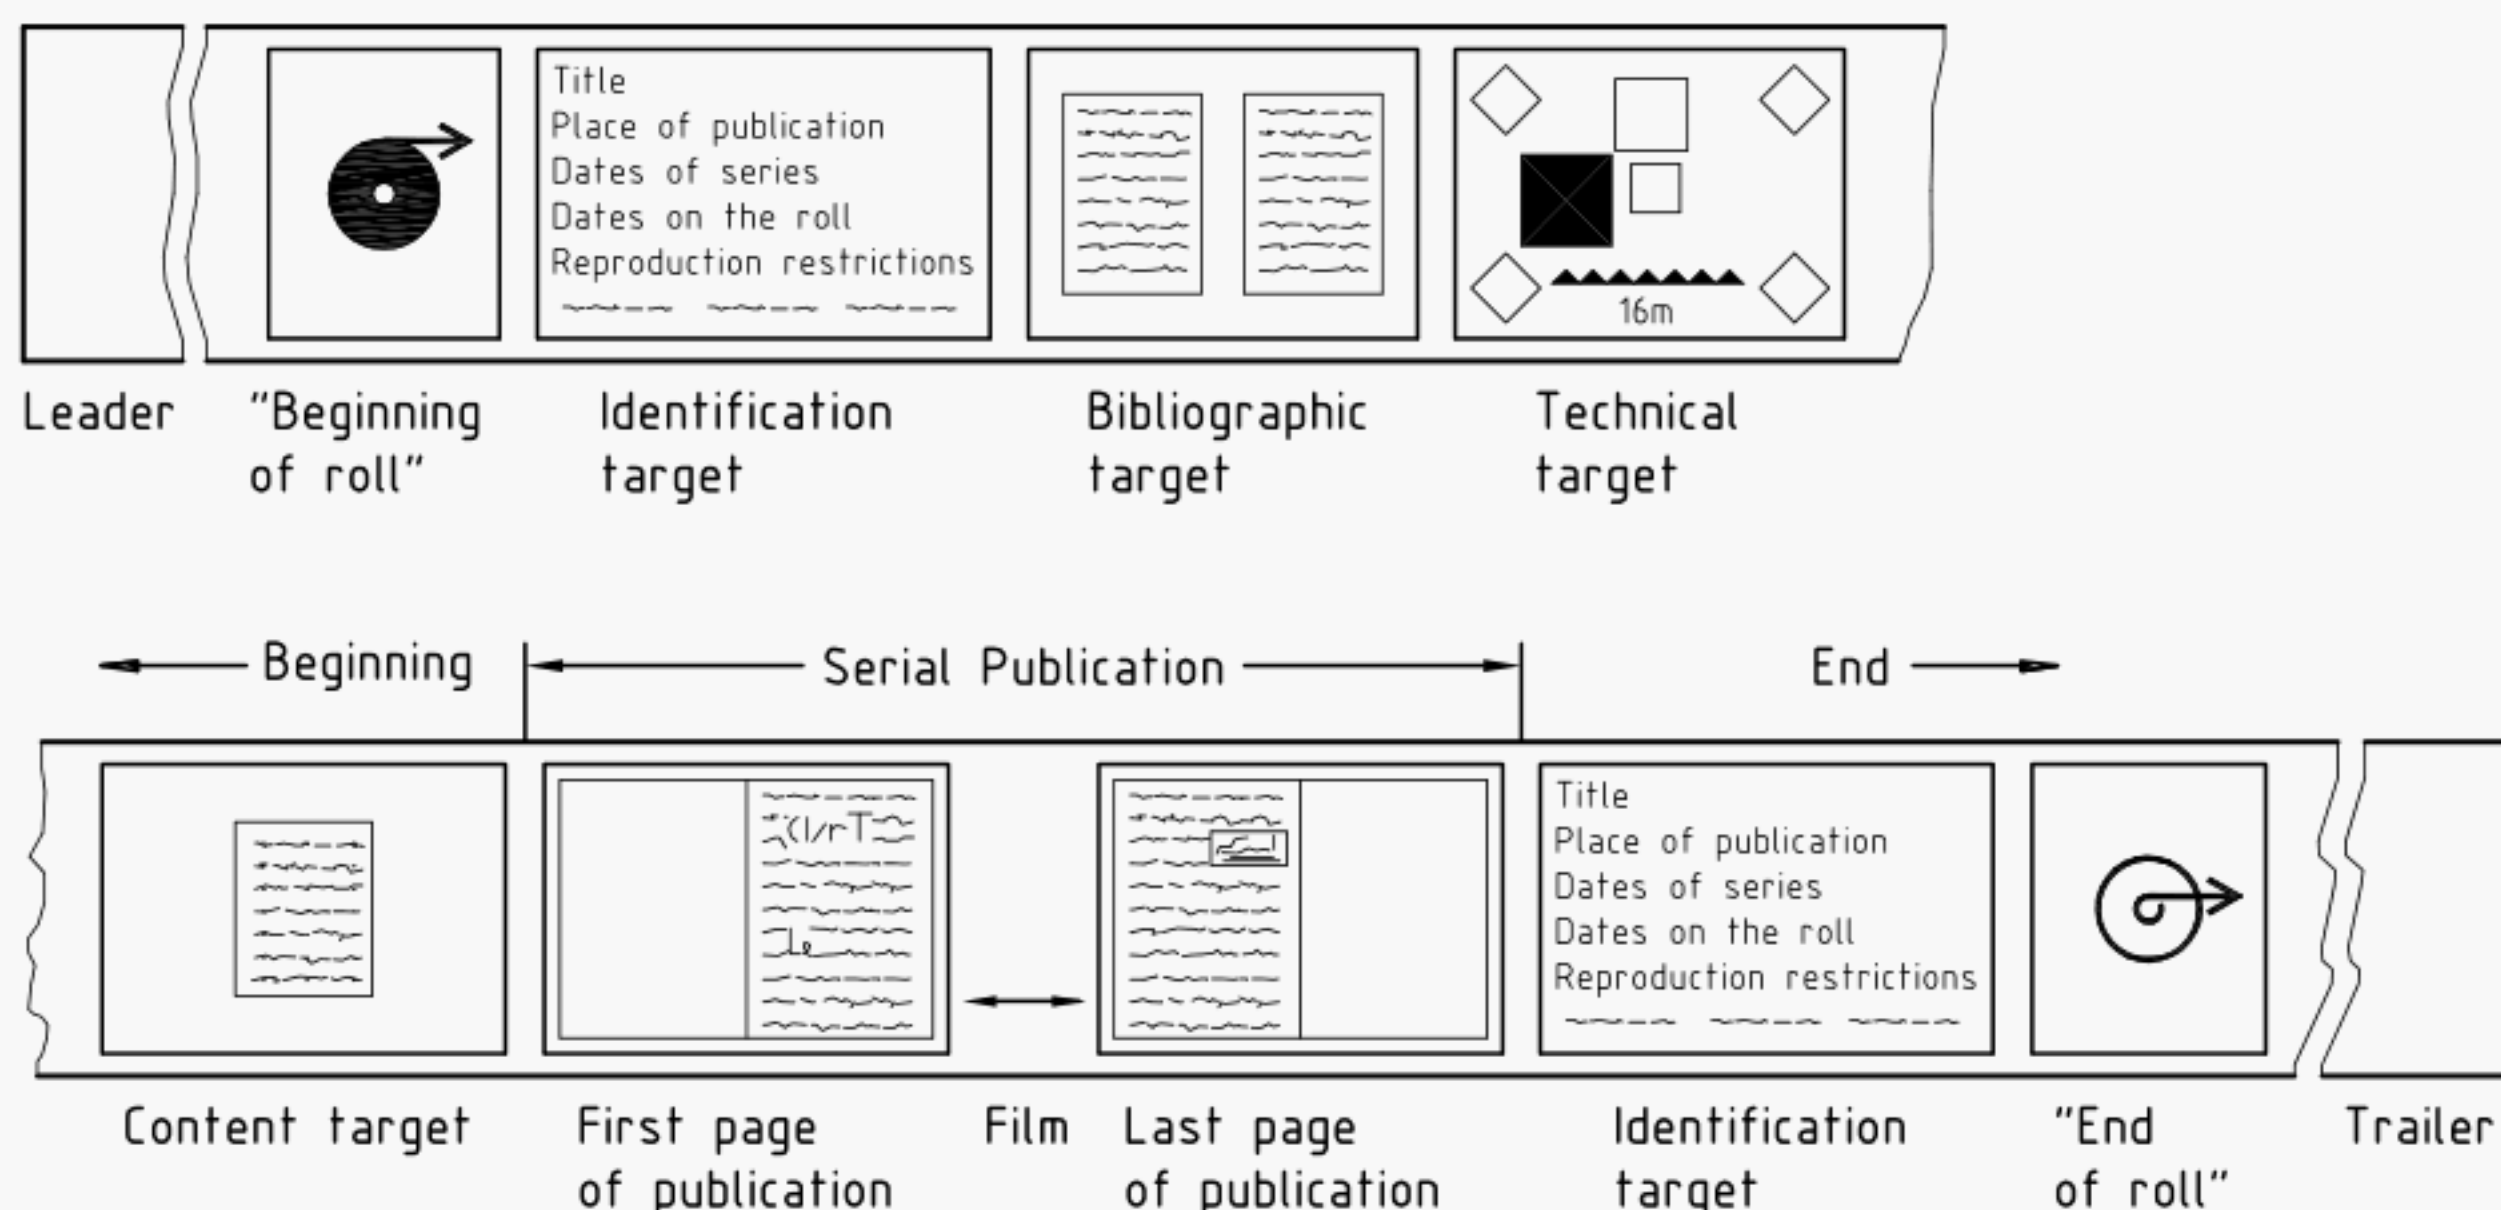 Title
Place of publication
Dates of series
Dates on the roll
Reproduction restrictions
16m
Leader
"Beginning
of roll"
Identification
target
Bibliographic
target
Technical
target
Beginning
Serial Publication
End
Title
Place of publication
Dates of series
Dates on the roll
Reproduction restrictions
Content target
First page
of publication
Film
Last page
of publication
Identification
target
"End
of roll"
Trailer